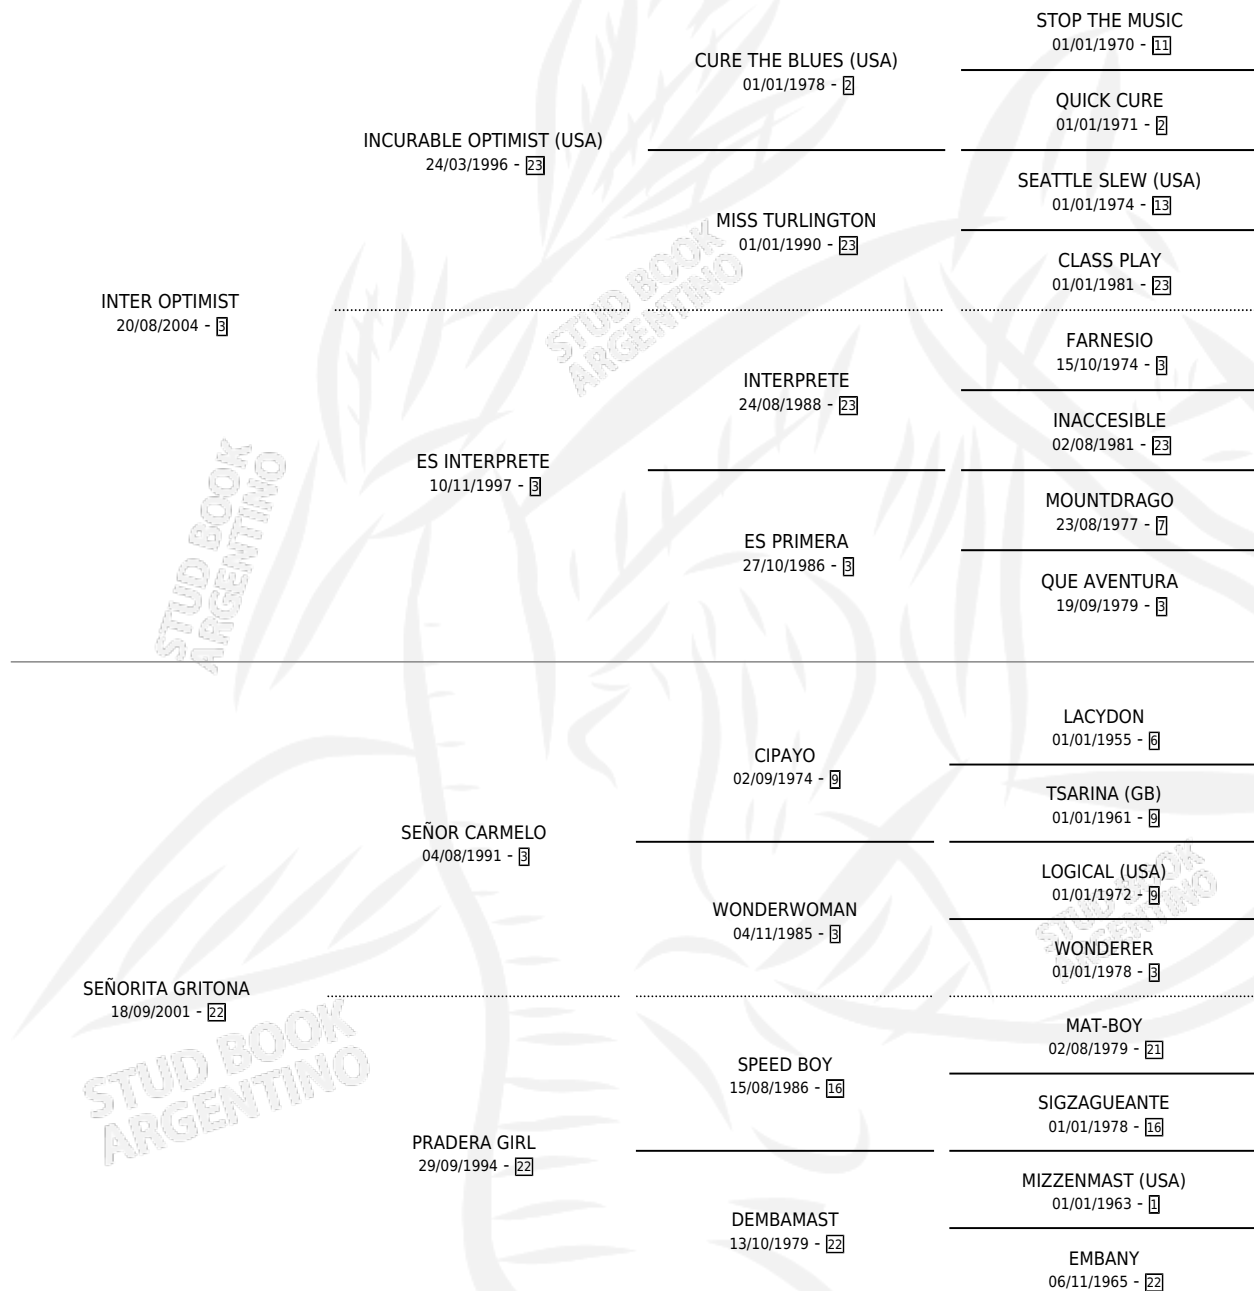 STOP THE MUSIC
01/01/1970 - 11
CURE THE BLUES (USA)
01/01/1978 - 2
QUICK CURE
01/01/1971 - 2
INCURABLE OPTIMIST (USA)
24/03/1996 - 23
SEATTLE SLEW (USA)
01/01/1974 - 13
MISS TURLINGTON
01/01/1990 - 23
CLASS PLAY
01/01/1981 - 23
INTER OPTIMIST
20/08/2004 - 3
FARNESIO
15/10/1974 - 3
INTERPRETE
24/08/1988 - 23
INACCESIBLE
02/08/1981 - 23
ES INTERPRETE
10/11/1997 - 3
MOUNTDRAGO
23/08/1977 - 7
ES PRIMERA
27/10/1986 - 3
QUE AVENTURA
19/09/1979 - 3
LACYDON
01/01/1955 - 6
CIPAYO
02/09/1974 - 9
TSARINA (GB)
01/01/1961 - 9
SEÑOR CARMELO
04/08/1991 - 3
LOGICAL (USA)
01/01/1972 - 9
WONDERWOMAN
04/11/1985 - 3
WONDERER
01/01/1978 - 3
SEÑORITA GRITONA
18/09/2001 - 22
MAT-BOY
02/08/1979 - 21
SPEED BOY
15/08/1986 - 16
SIGZAGUEANTE
01/01/1978 - 16
PRADERA GIRL
29/09/1994 - 22
MIZZENMAST (USA)
01/01/1963 - 1
DEMBAMAST
13/10/1979 - 22
EMBANY
06/11/1965 - 22
STUD BOOK
ARGENTINO
STUD BOOK
ARGENTINO
STUD BOOK
ARGENTINO
STUD BOOK
ARGENTINO